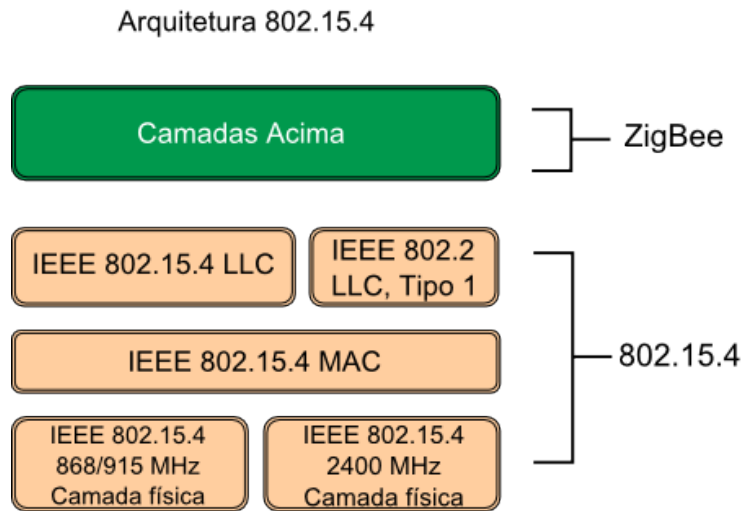 Arquitetura 802.15.4
Camadas Acima
ZigBee
IEEE 802.15.4 LLC
IEEE 802.2
LLC, Tipo 1
IEEE 802.15.4 MAC
802.15.4
IEEE 802.15.4
868/915 MHz
Camada física
IEEE 802.15.4
2400 MHz
Camada física